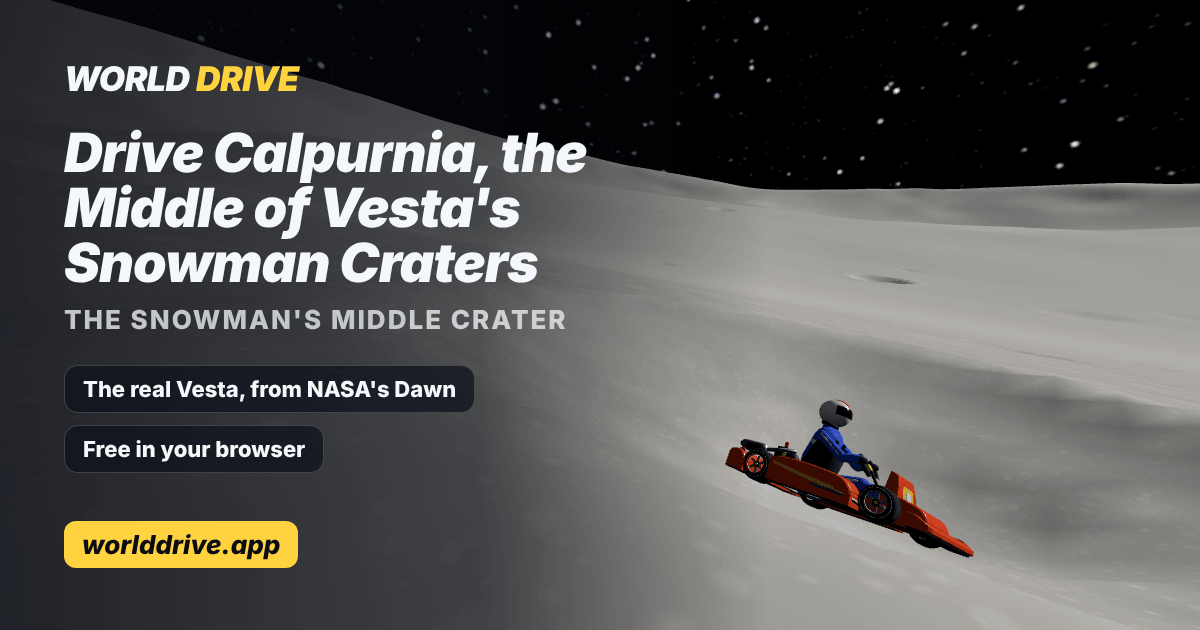 WORLD DRIVE
Drive Calpurnia, the
Middle of Vesta's
Snowman Craters
THE SNOWMAN'S MIDDLE CRATER
The real Vesta, from NASA's Dawn
Free in your browser
worlddrive.app